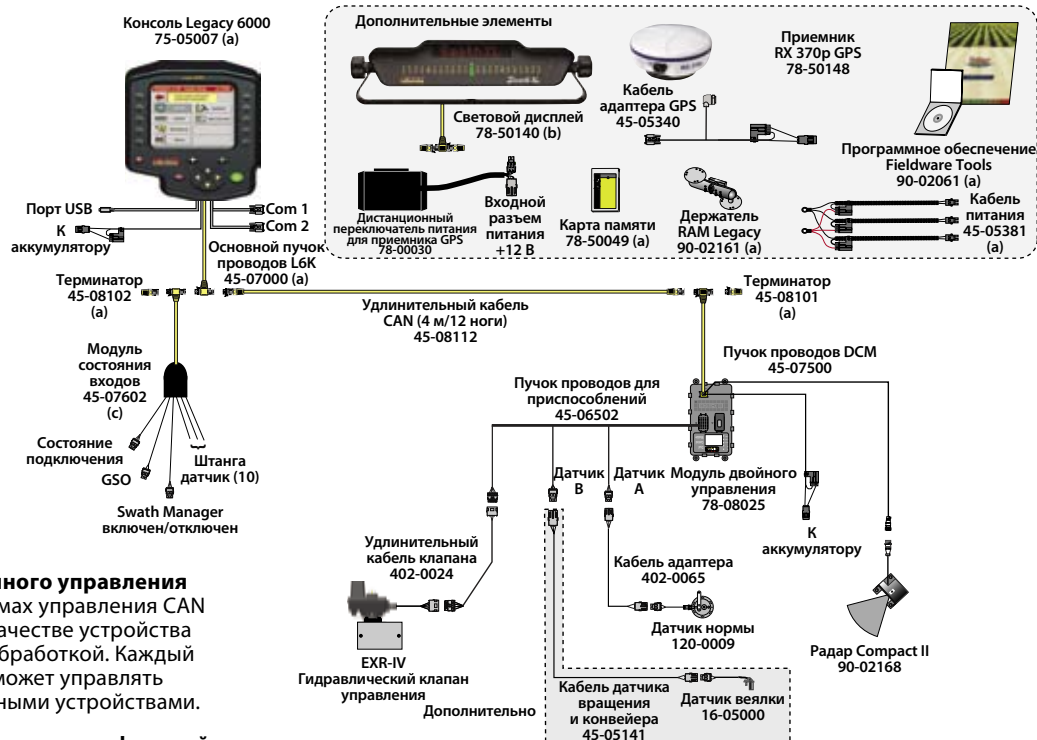 Консоль Legacy 6000
75-05007 (a)
Дополнительные элементы
Световой дисплей
78-50140 (b)
Кабель
адаптера GPS
45-05340
Приемник
RX 370p GPS
78-50148
Программное обеспечение
Fieldware Tools
90-02061 (a)
Дистанционный
переключатель питания
для приемника GPS
78-00030
Входной
разъем
питания
+12 В
Карта памяти
78-50049 (a)
Держатель
RAM Legacy
90-02161 (a)
Кабель
питания
45-05381
(a)
Порт USB
Com 1
Com 2
К
аккумулятору
Основной пучок
проводов L6K
45-07000 (a)
Терминатор
45-08102
(a)
Удлинительный кабель
CAN (4 м/12 ноги)
45-08112
Терминатор
45-08101
(a)
Модуль
состояния
входов
45-07602
(c)
Состояние
подключения
GSO
Штанга
датчик (10)
Swath Manager
включен/отключен
Пучок проводов DCM
45-07500
Пучок проводов для
приспособлений
45-06502
Датчик
B
Датчик
A
Модуль двойного
управления
78-08025
К
аккумулятору
Удлинительный
кабель клапана
402-0024
Кабель адаптера
402-0065
Датчик нормы
120-0009
Радар Compact II
90-02168
EXR-IV
Гидравлический клапан
управления
Дополнительно
Кабель датчика
вращения
и конвейера
45-05141
Датчик веялки
16-05000
нного управления
мах управления CAN
ачестве устройства
обработкой. Каждый
может управлять
ными устройствами.